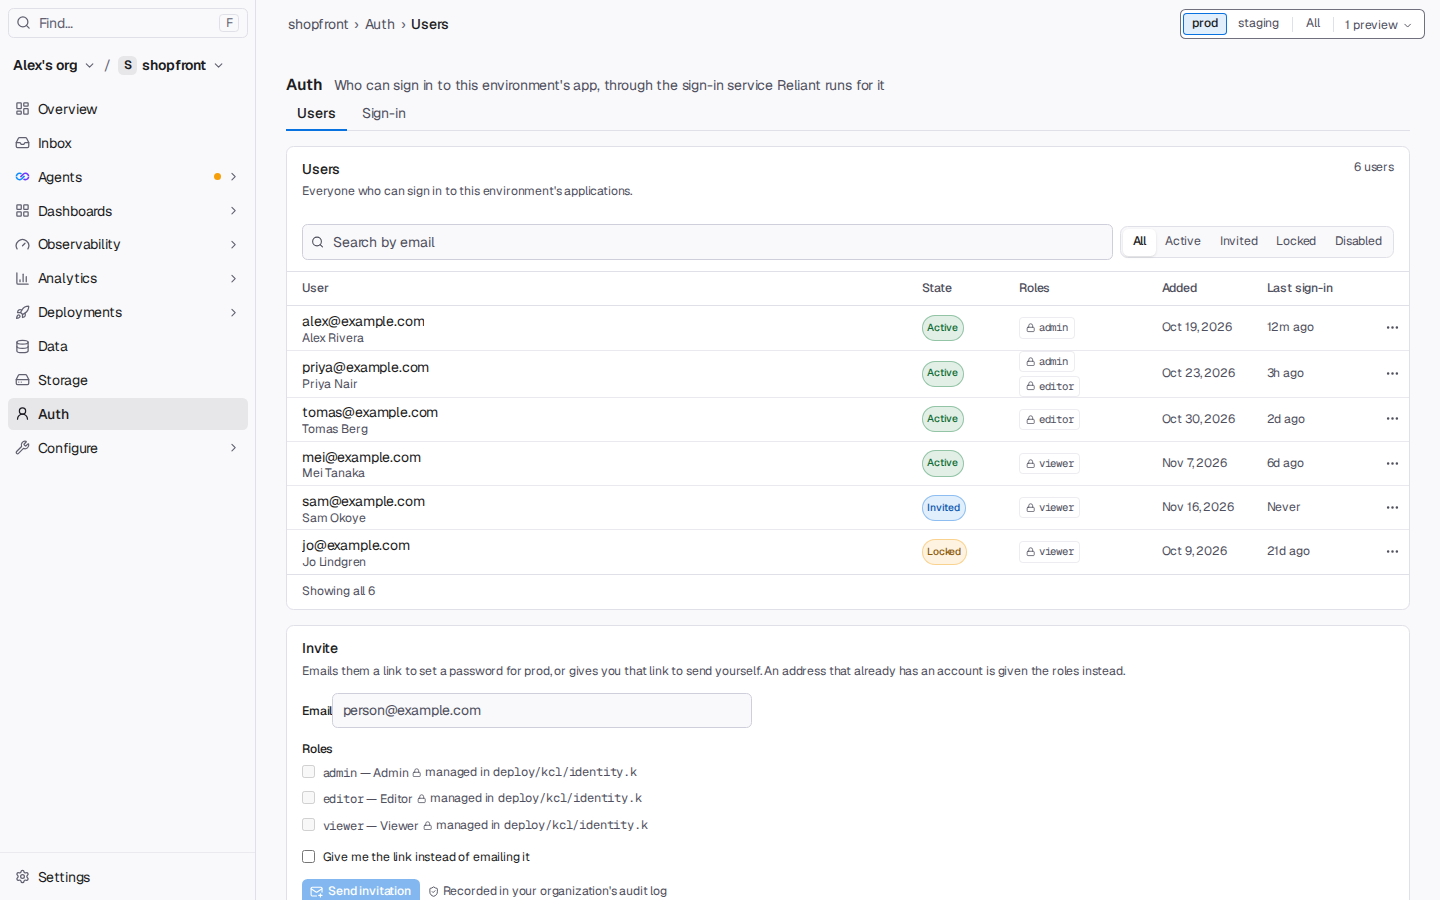 Find...
F
Alex's org / S shopfront
Overview
Inbox
Agents
Dashboards
Observability
Analytics
Deployments
Data
Storage
Auth
Configure
Settings
shopfront › Auth › Users
prod staging All 1 preview
Auth Who can sign in to this environment's app, through the sign-in service Reliant runs for it
Users Sign-in
Users
6 users
Everyone who can sign in to this environment's applications.
Search by email
All Active Invited Locked Disabled
User State Roles Added Last sign-in
alex@example.com
Alex Rivera
Active admin Oct 19, 2026 12m ago
priya@example.com
Priya Nair
Active admin editor Oct 23, 2026 3h ago
tomas@example.com
Tomas Berg
Active editor Oct 30, 2026 2d ago
mei@example.com
Mei Tanaka
Active viewer Nov 7, 2026 6d ago
sam@example.com
Sam Okoye
Invited viewer Nov 16, 2026 Never
jo@example.com
Jo Lindgren
Locked viewer Oct 9, 2026 21d ago
Showing all 6
Invite
Emails them a link to set a password for prod, or gives you that link to send yourself. An address that already has an account is given the roles instead.
Email person@example.com
Roles
admin — Admin managed in deploy/kcl/identity.k
editor — Editor managed in deploy/kcl/identity.k
viewer — Viewer managed in deploy/kcl/identity.k
Give me the link instead of emailing it
Send invitation Recorded in your organization's audit log